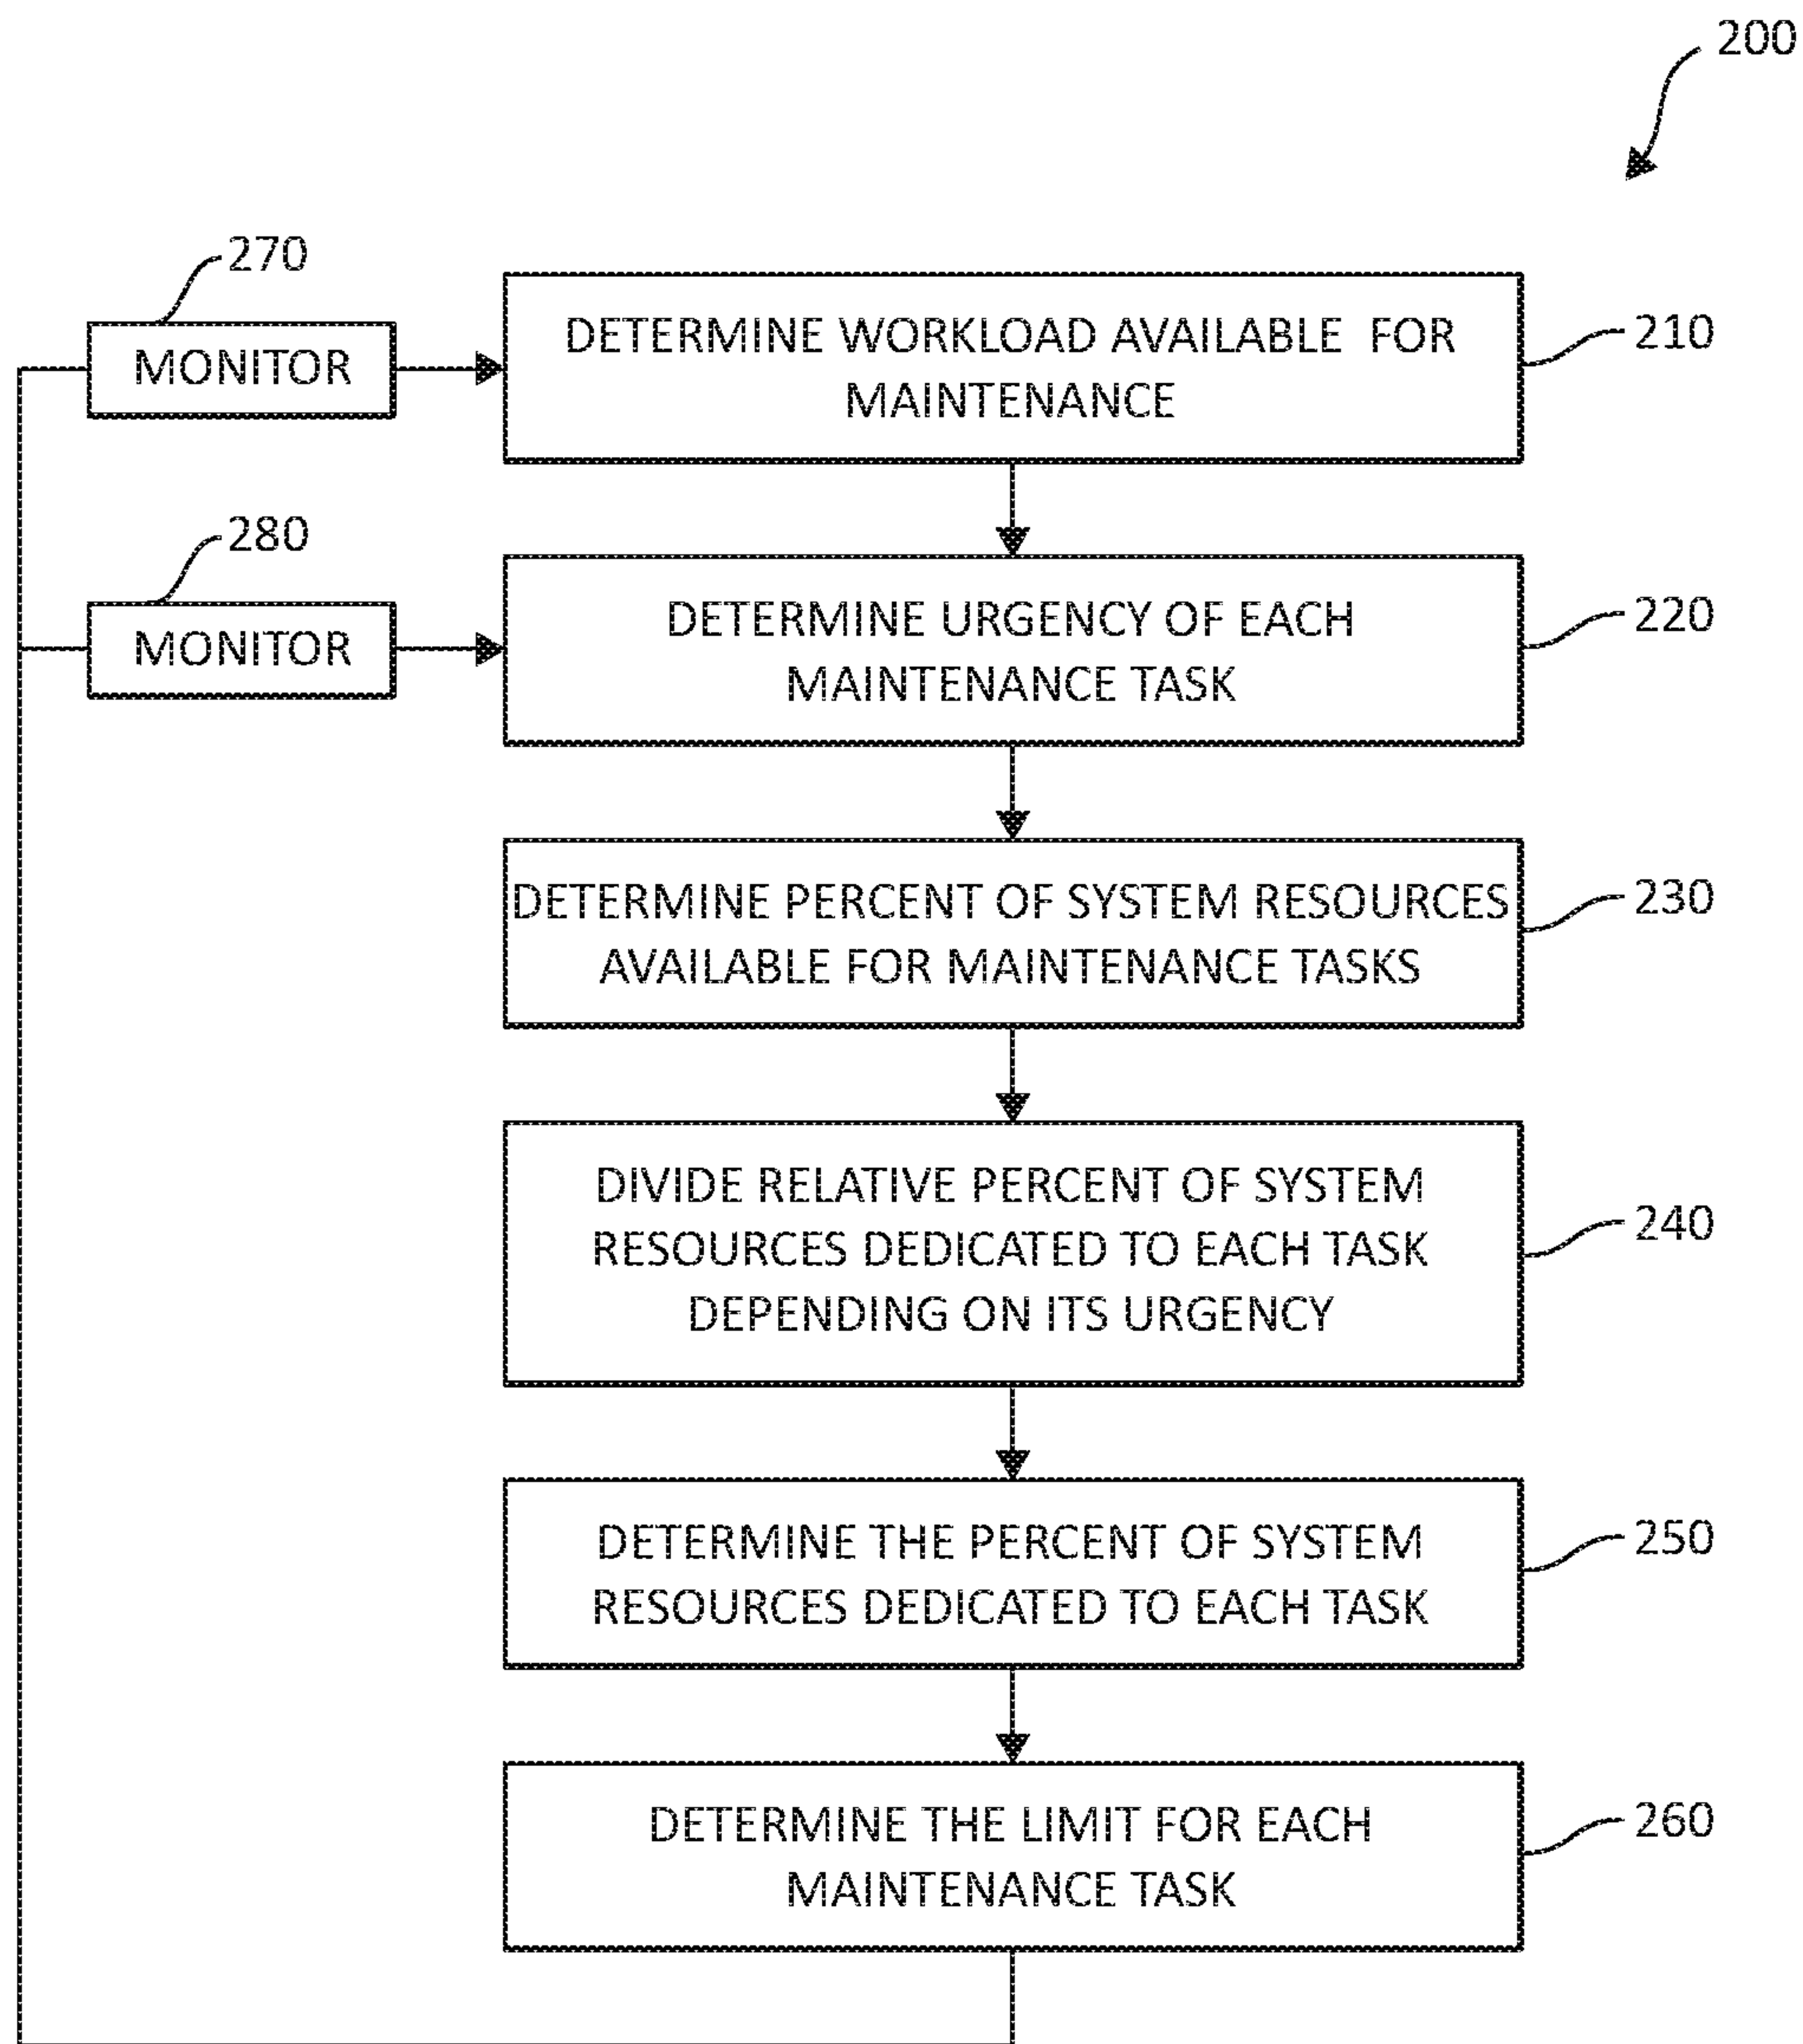 200
270
MONITOR
DETERMINE WORKLOAD AVAILABLE FOR
MAINTENANCE
210
280
MONITOR
DETERMINE URGENCY OF EACH
MAINTENANCE TASK
220
DETERMINE PERCENT OF SYSTEM RESOURCES
AVAILABLE FOR MAINTENANCE TASKS
230
DIVIDE RELATIVE PERCENT OF SYSTEM
RESOURCES DEDICATED TO EACH TASK
DEPENDING ON ITS URGENCY
240
DETERMINE THE PERCENT OF SYSTEM
RESOURCES DEDICATED TO EACH TASK
250
DETERMINE THE LIMIT FOR EACH
MAINTENANCE TASK
260